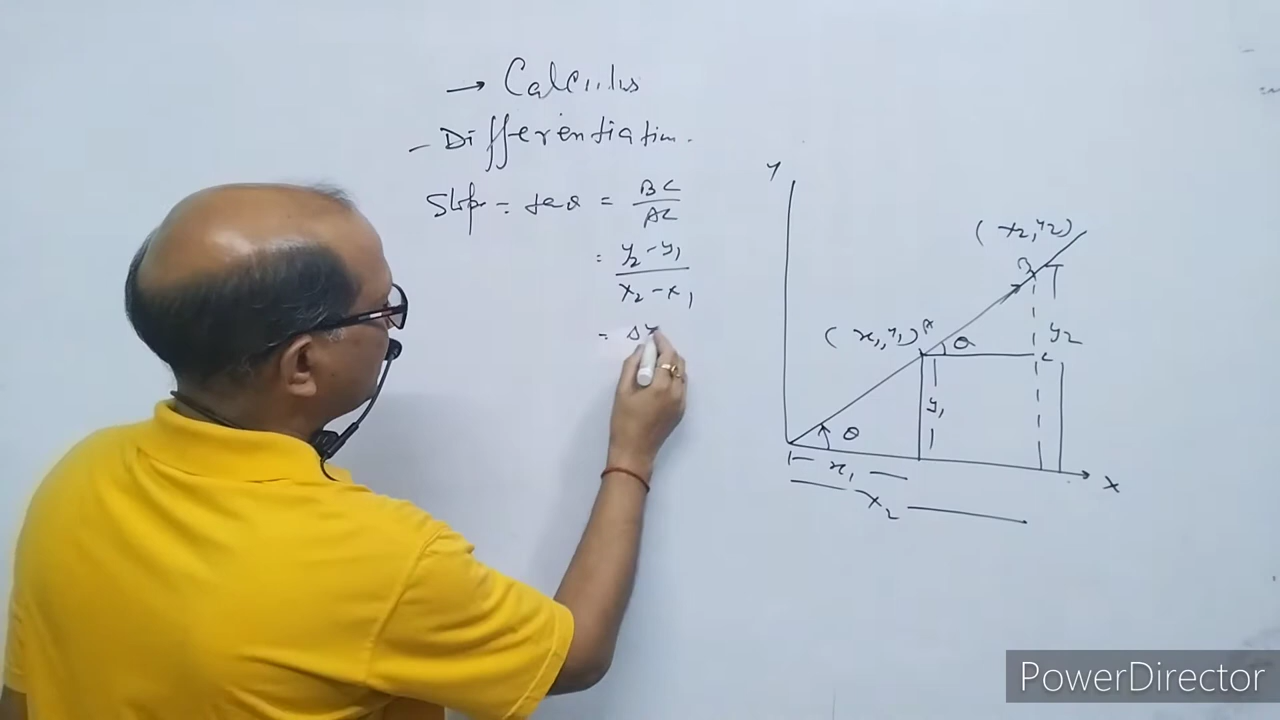 → Calculus
- Differentiation.
Slope = tanθ = BC/AC
= y₂ - y₁ / x₂ - x₁
= Δy
Y
(x₂, y₂)
B
(x₁, y₁) A
θ
C
y₂
y₁
θ
x₁
x₂
X
PowerDirector